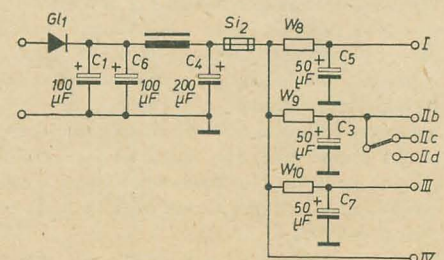 Gl1
Si2
W8
I
+ C1
+ C6
C4 +
+ C5
100 µF
100 µF
200 µF
50 µF
W9
IIb
+ C3
IIc
50 µF
IId
W10
III
+ C7
50 µF
IV